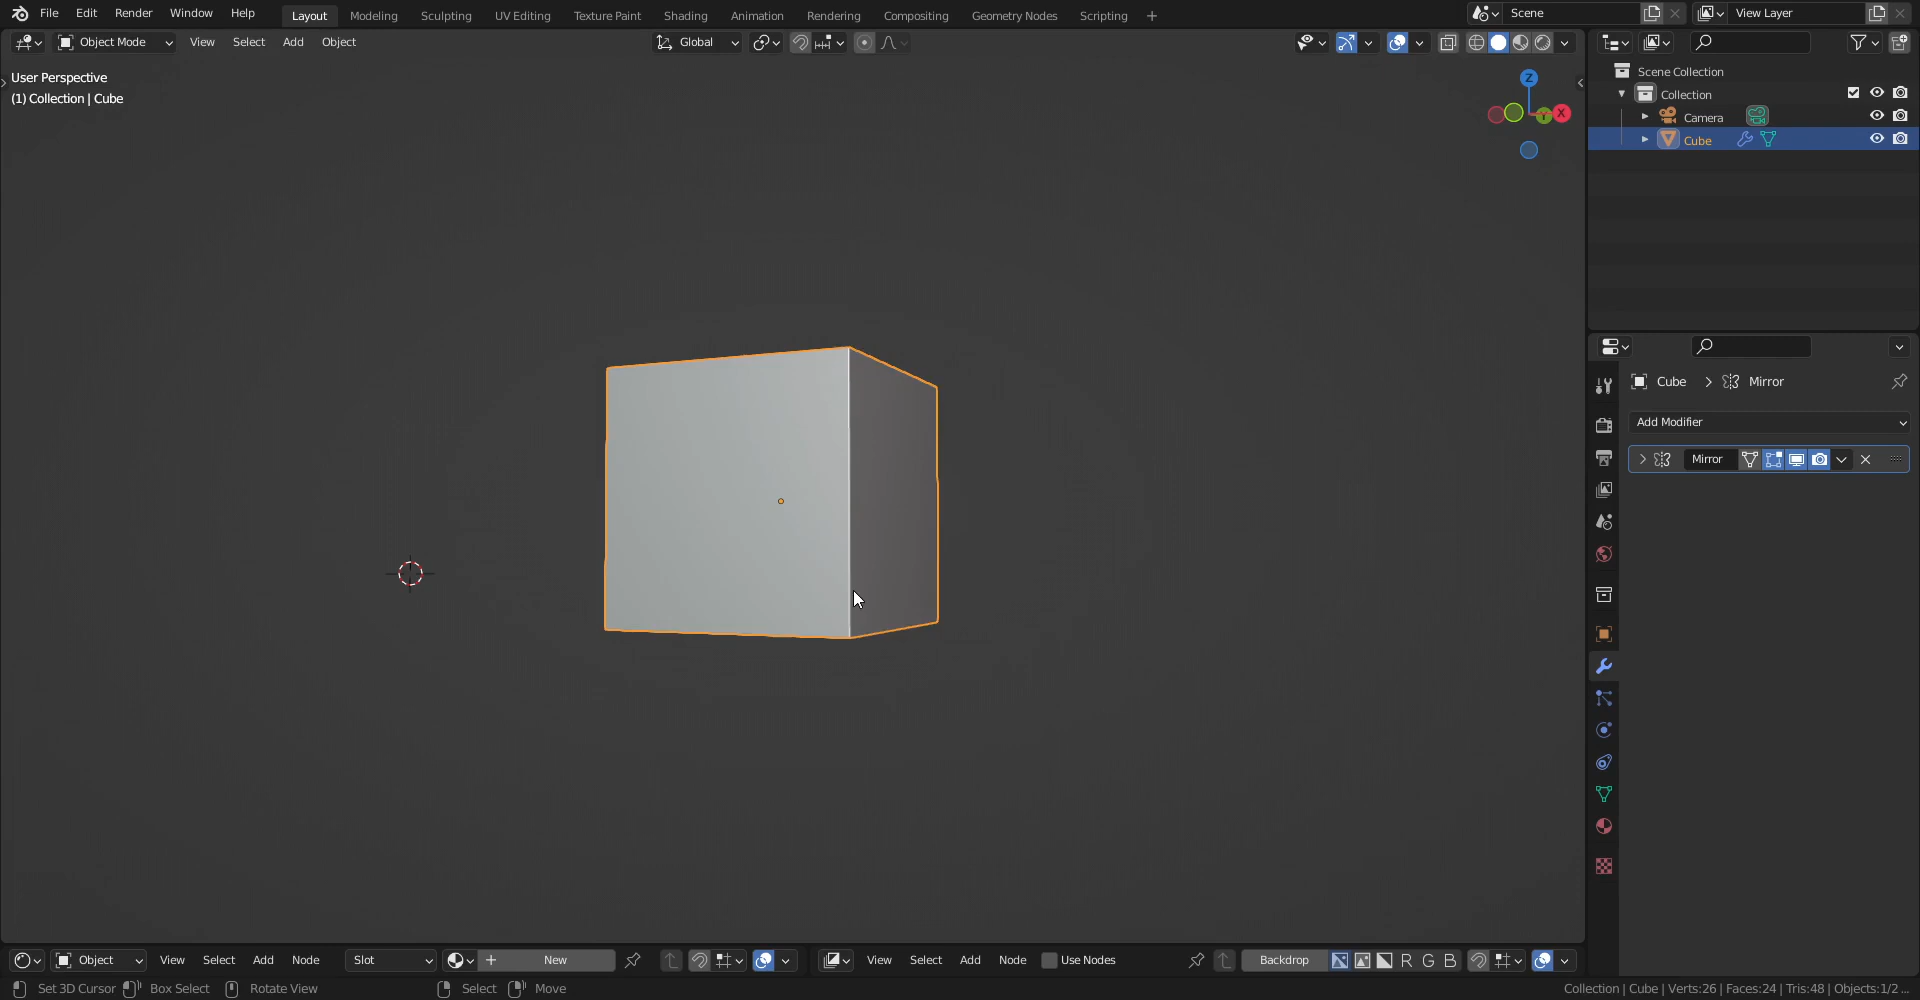 File Edit Render Window Help Layout Modeling Sculpting UV Editing Texture Paint Shading Animation Rendering Compositing Geometry Nodes Scripting + Scene View Layer
Object Mode View Select Add Object Global
User Perspective
(1) Collection | Cube
Z
X
Y
Scene Collection
Collection
Camera
Cube
Cube > Mirror
Add Modifier
Mirror
Object View Select Add Node Slot New View Select Add Node Use Nodes Backdrop R G B
Set 3D Cursor Box Select Rotate View Select Move Collection | Cube | Verts:26 | Faces:24 | Tris:48 | Objects:1/2 ...